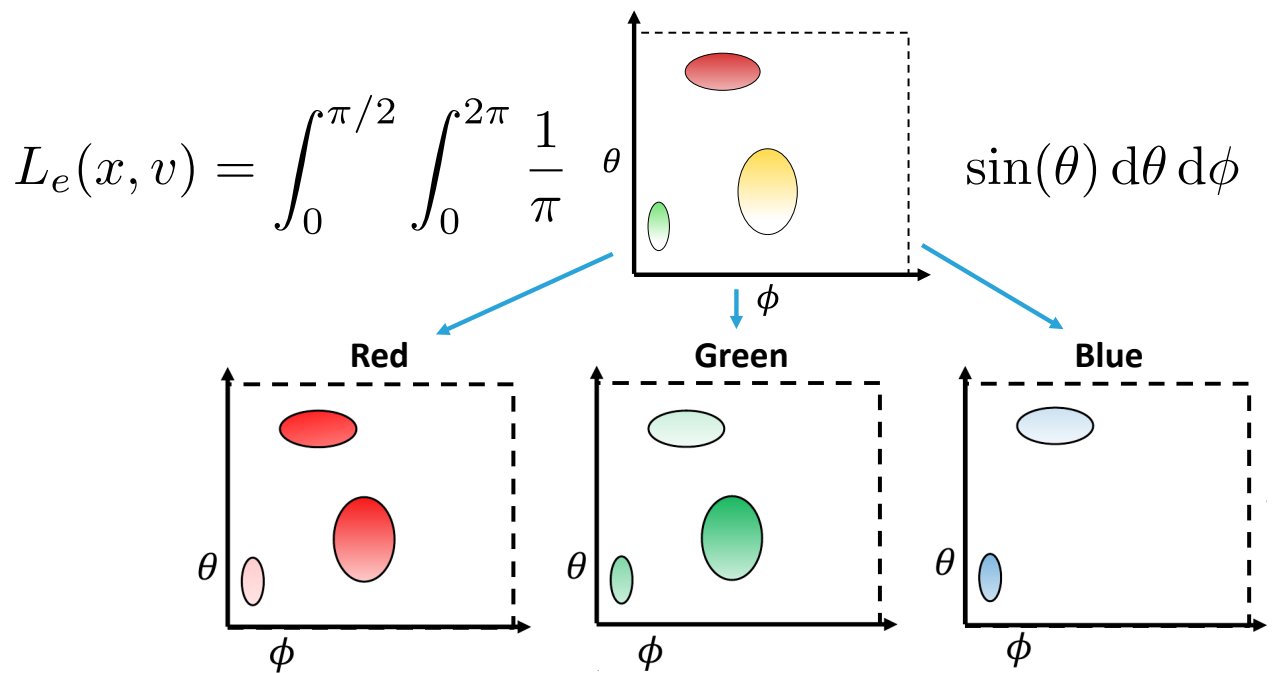 L_e(x, v) = ∫_0^{π/2} ∫_0^{2π} 1/π sin(θ) dθ dϕ
θ
ϕ
Red Green Blue
θ θ θ
ϕ ϕ ϕ